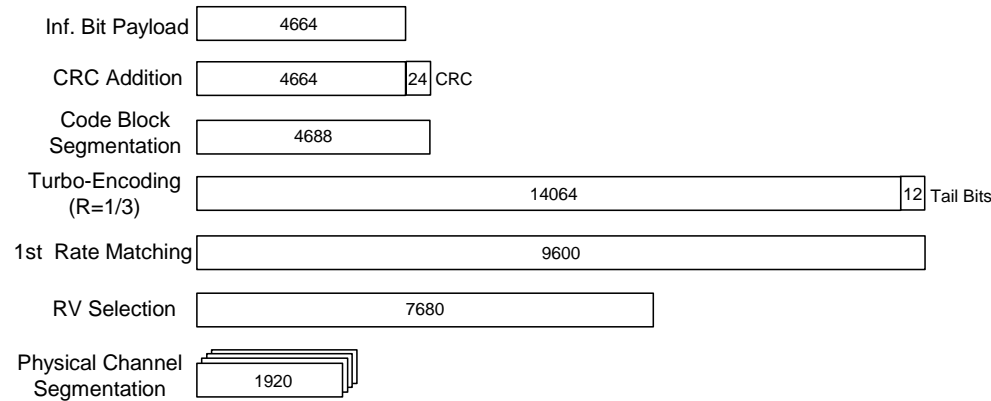 Inf. Bit Payload 4664
CRC Addition 4664 24 CRC
Code Block
Segmentation 4688
Turbo-Encoding
(R=1/3) 14064 12 Tail Bits
1st Rate Matching 9600
RV Selection 7680
Physical Channel
Segmentation 1920